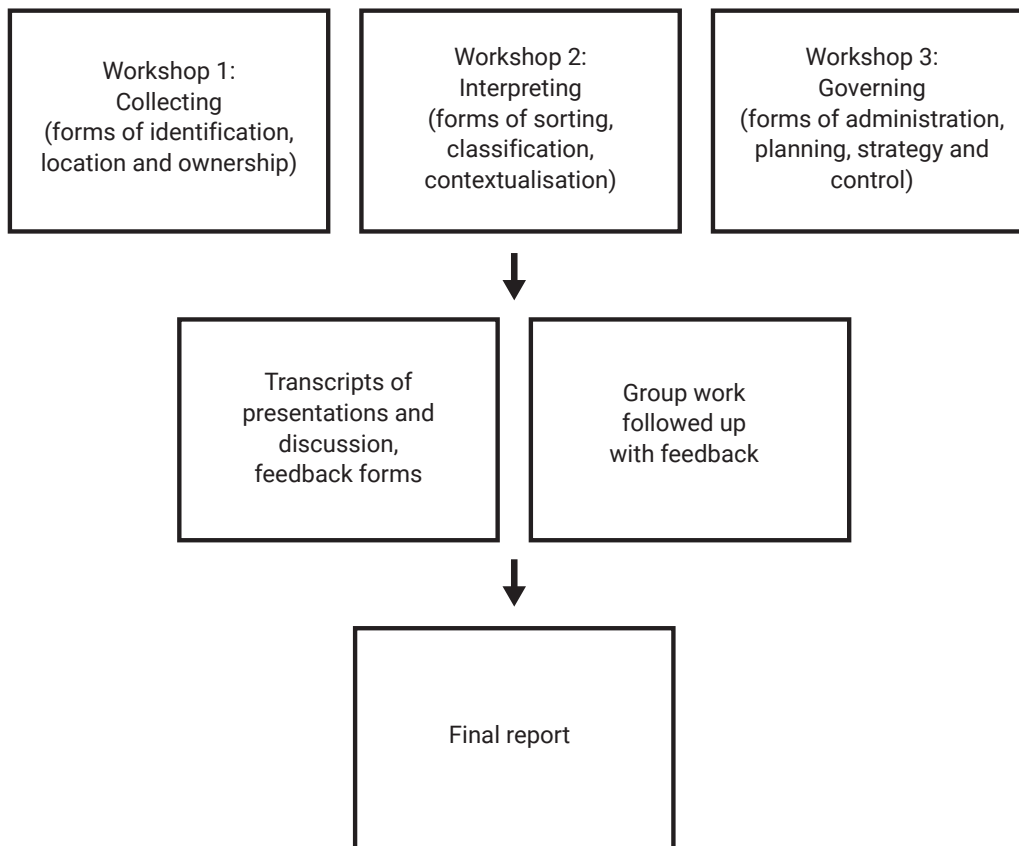 Workshop 1:
Collecting
(forms of identification,
location and ownership)
Workshop 2:
Interpreting
(forms of sorting,
classification,
contextualisation)
Workshop 3:
Governing
(forms of administration,
planning, strategy and
control)
Transcripts of
presentations and
discussion,
feedback forms
Group work
followed up
with feedback
Final report